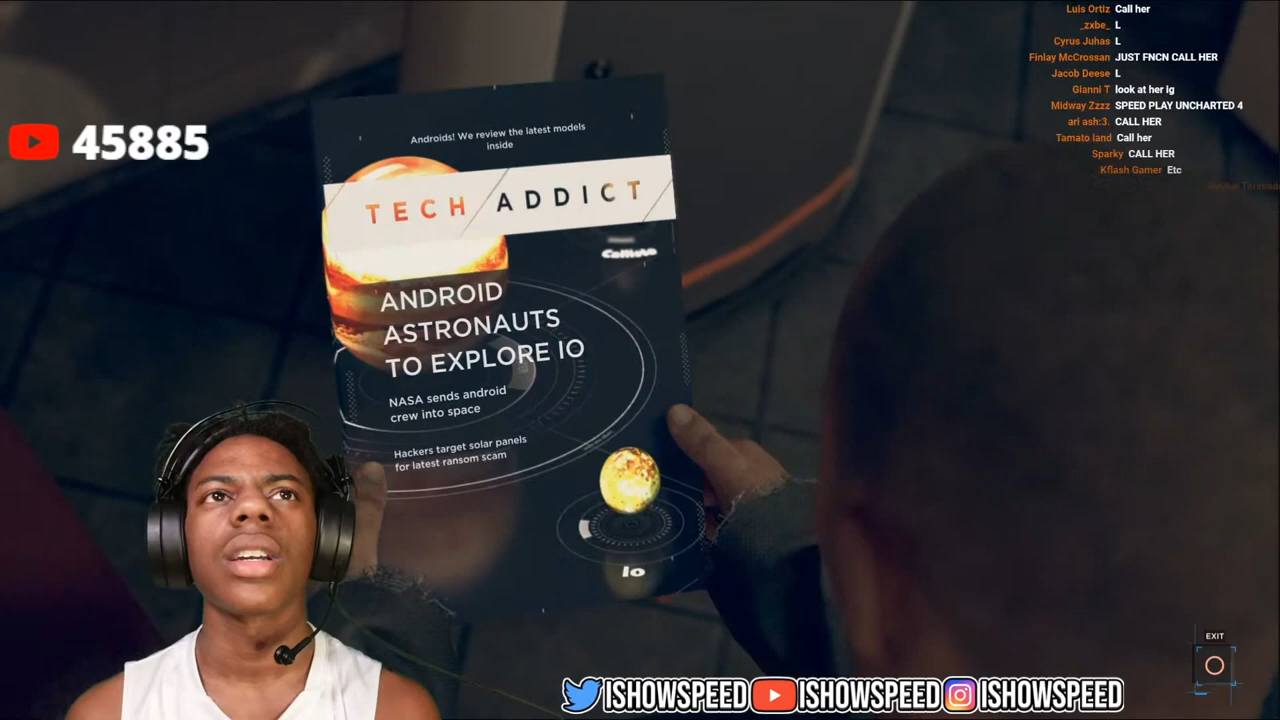 Luis Ortiz Call her
_zxbe_ L
Cyrus Juhas L
Finlay McCrossan JUST FNCN CALL HER
Jacob Deese L
Gianni T look at her ig
Midway Zzzz SPEED PLAY UNCHARTED 4
ari ash:3. CALL HER
Tamato land Call her
Sparky CALL HER
Kflash Gamer Etc
45885
Androids! We review the latest models
inside
TECH ADDICT
Callisto
ANDROID
ASTRONAUTS
TO EXPLORE IO
NASA sends android
crew into space
Hackers target solar panels
for latest ransom scam
Io
EXIT
ISHOWSPEED ISHOWSPEED ISHOWSPEED